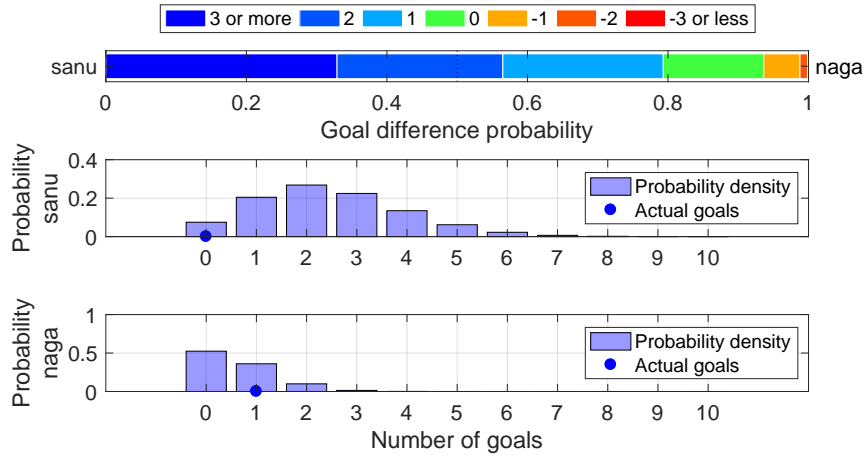 3 or more 2 1 0 -1 -2 -3 or less
sanu naga
0 0.2 0.4 0.6 0.8 1
Goal difference probability
Probability
sanu
0.4
0.2
0
Probability density
Actual goals
0 1 2 3 4 5 6 7 8 9 10
Probability
naga
1
0.5
0
Probability density
Actual goals
0 1 2 3 4 5 6 7 8 9 10
Number of goals